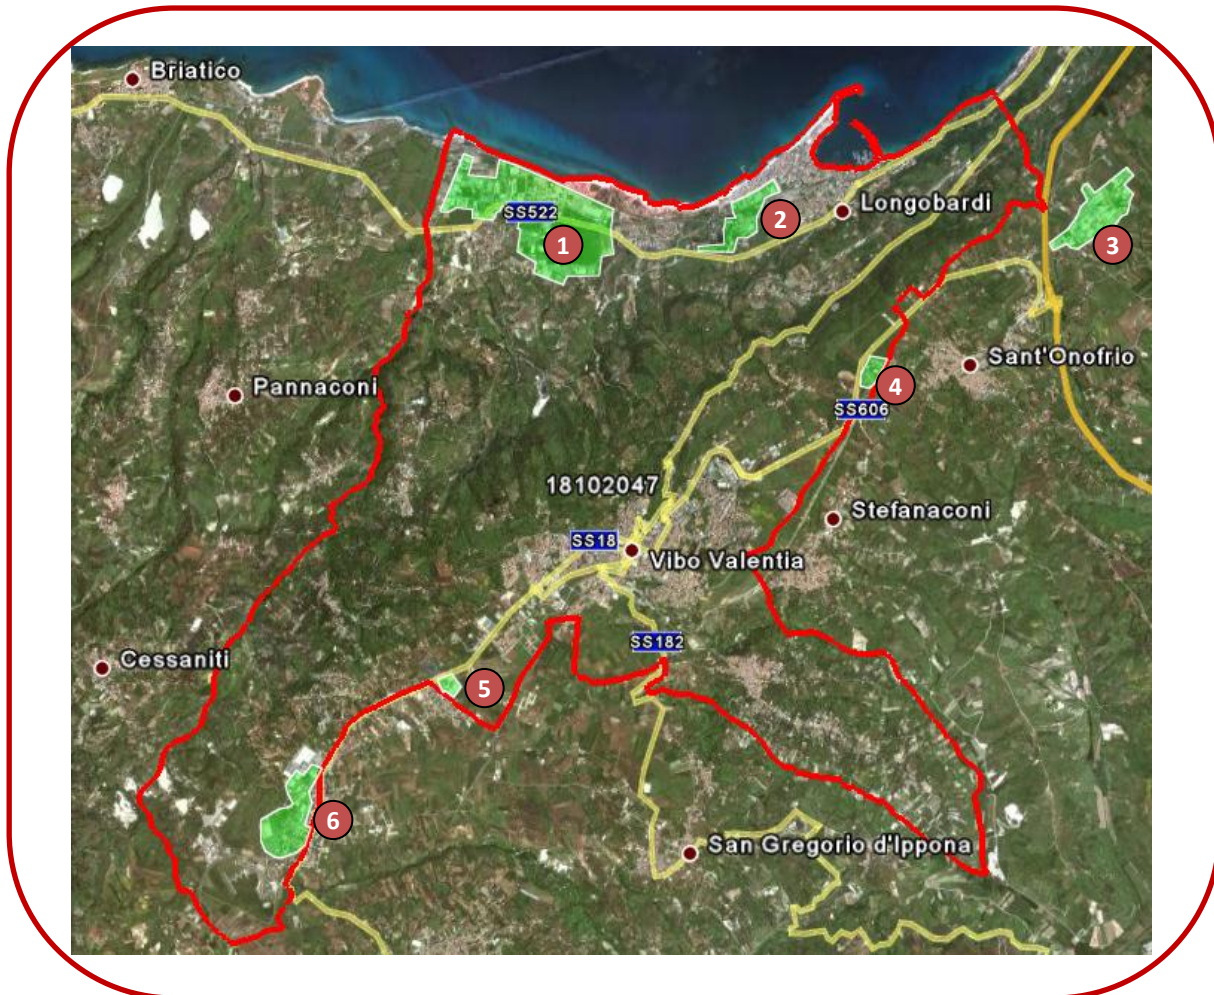 Briatico
Longobardi
SS522
1
2
3
Sant'Onofrio
Pannaconi
4
SS606
18102047
Stefanaconi
SS18
Vibo Valentia
SS182
Cessaniti
5
6
San Gregorio d'Ippona